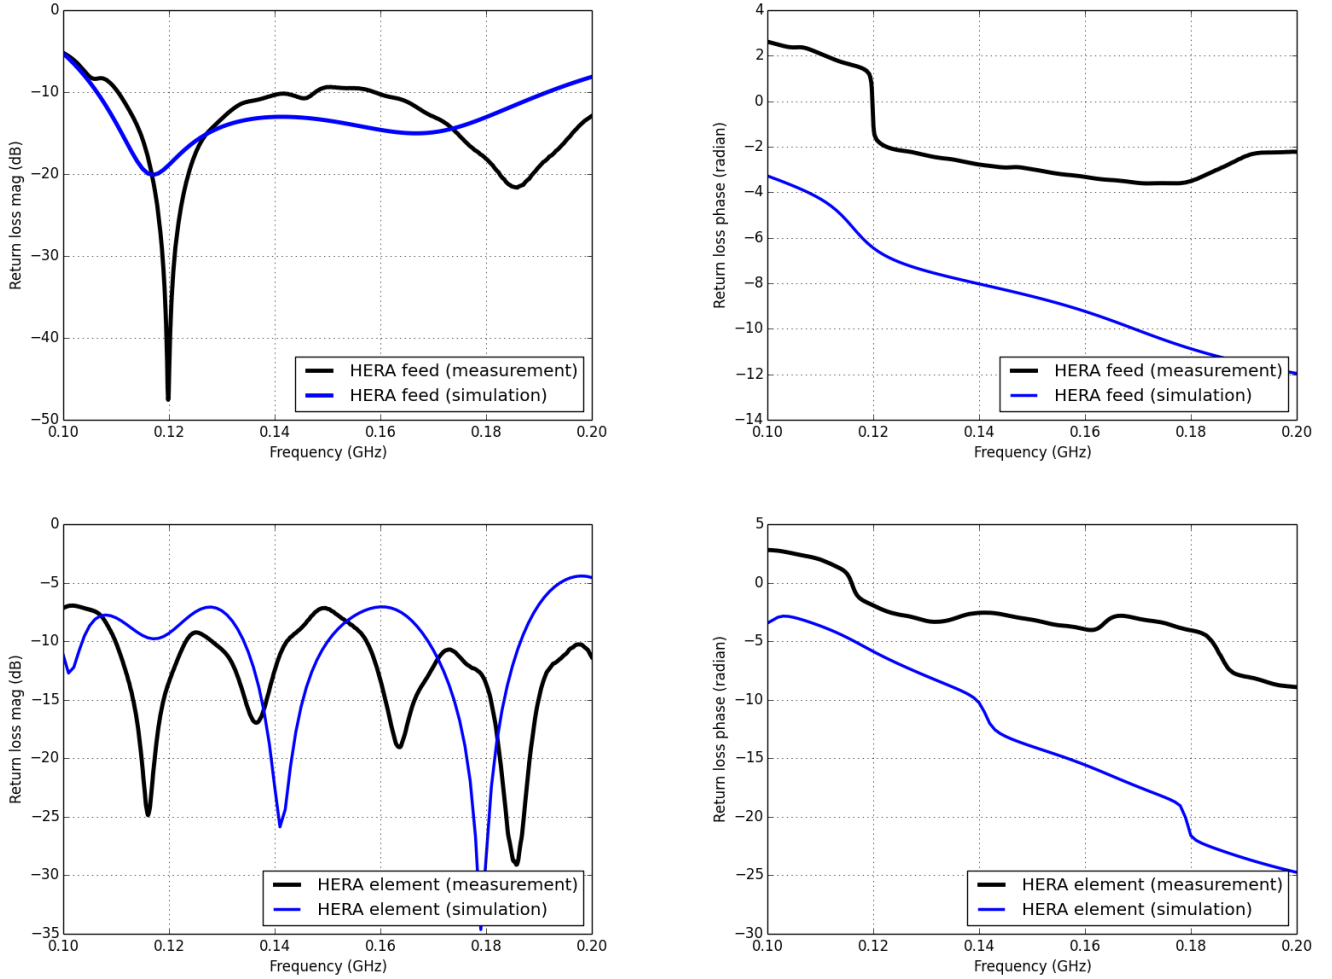 0
−10
−20
−30
−40
−50
Return loss mag (dB)
HERA feed (measurement)
HERA feed (simulation)
0.10 0.12 0.14 0.16 0.18 0.20
Frequency (GHz)
4
2
0
−2
−4
−6
−8
−10
−12
−14
Return loss phase (radian)
HERA feed (measurement)
HERA feed (simulation)
0.10 0.12 0.14 0.16 0.18 0.20
Frequency (GHz)
0
−5
−10
−15
−20
−25
−30
−35
Return loss mag (dB)
HERA element (measurement)
HERA element (simulation)
0.10 0.12 0.14 0.16 0.18 0.20
Frequency (GHz)
5
0
−5
−10
−15
−20
−25
−30
Return loss phase (radian)
HERA element (measurement)
HERA element (simulation)
0.10 0.12 0.14 0.16 0.18 0.20
Frequency (GHz)